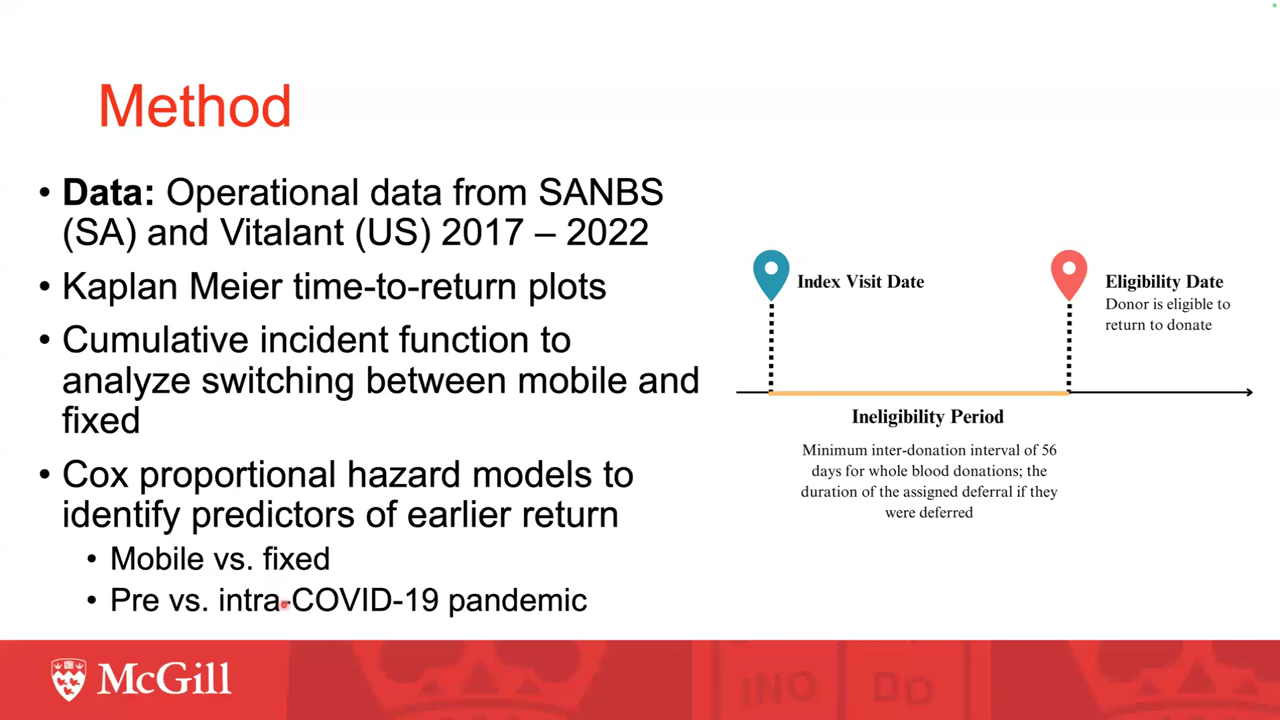 Method
• Data: Operational data from SANBS
(SA) and Vitalant (US) 2017 – 2022
• Kaplan Meier time-to-return plots
• Cumulative incident function to
analyze switching between mobile and
fixed
• Cox proportional hazard models to
identify predictors of earlier return
• Mobile vs. fixed
• Pre vs. intra-COVID-19 pandemic
Index Visit Date
Eligibility Date
Donor is eligible to
return to donate
Ineligibility Period
Minimum inter-donation interval of 56
days for whole blood donations; the
duration of the assigned deferral if they
were deferred
McGill
INO DO